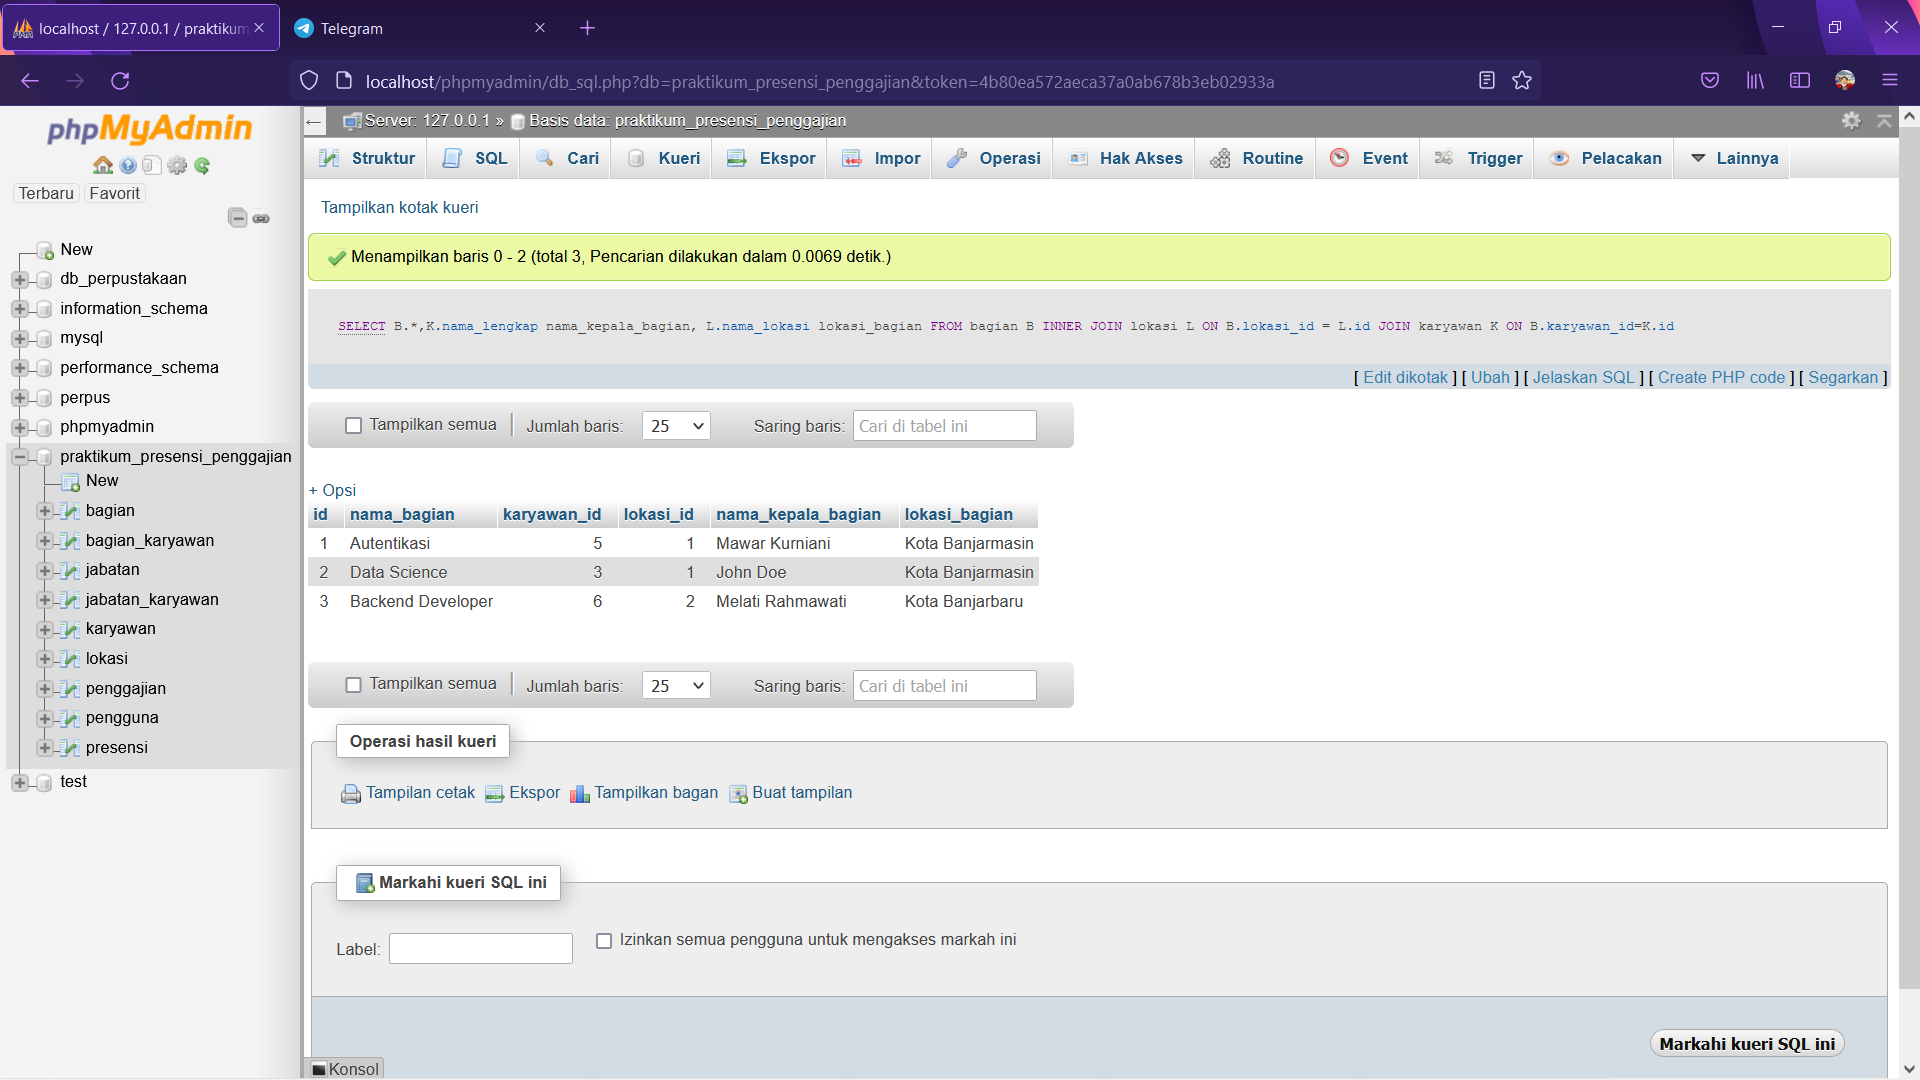 localhost / 127.0.0.1 / praktikum
Telegram
localhost/phpmyadmin/db_sql.php?db=praktikum_presensi_penggajian&token=4b80ea572aeca37a0ab678b3eb02933a
phpMyAdmin
Terbaru Favorit
New
db_perpustakaan
information_schema
mysql
performance_schema
perpus
phpmyadmin
praktikum_presensi_penggajian
New
bagian
bagian_karyawan
jabatan
jabatan_karyawan
karyawan
lokasi
penggajian
pengguna
presensi
test
Server: 127.0.0.1 » Basis data: praktikum_presensi_penggajian
Struktur SQL Cari Kueri Ekspor Impor Operasi Hak Akses Routine Event Trigger Pelacakan Lainnya
Tampilkan kotak kueri
Menampilkan baris 0 - 2 (total 3, Pencarian dilakukan dalam 0.0069 detik.)
SELECT B.*,K.nama_lengkap nama_kepala_bagian, L.nama_lokasi lokasi_bagian FROM bagian B INNER JOIN lokasi L ON B.lokasi_id = L.id JOIN karyawan K ON B.karyawan_id=K.id
[ Edit dikotak ] [ Ubah ] [ Jelaskan SQL ] [ Create PHP code ] [ Segarkan ]
Tampilkan semua Jumlah baris: 25 Saring baris: Cari di tabel ini
+ Opsi
id nama_bagian karyawan_id lokasi_id nama_kepala_bagian lokasi_bagian
1 Autentikasi 5 1 Mawar Kurniani Kota Banjarmasin
2 Data Science 3 1 John Doe Kota Banjarmasin
3 Backend Developer 6 2 Melati Rahmawati Kota Banjarbaru
Tampilkan semua Jumlah baris: 25 Saring baris: Cari di tabel ini
Operasi hasil kueri
Tampilan cetak Ekspor Tampilkan bagan Buat tampilan
Markahi kueri SQL ini
Label: Izinkan semua pengguna untuk mengakses markah ini
Markahi kueri SQL ini
Konsol